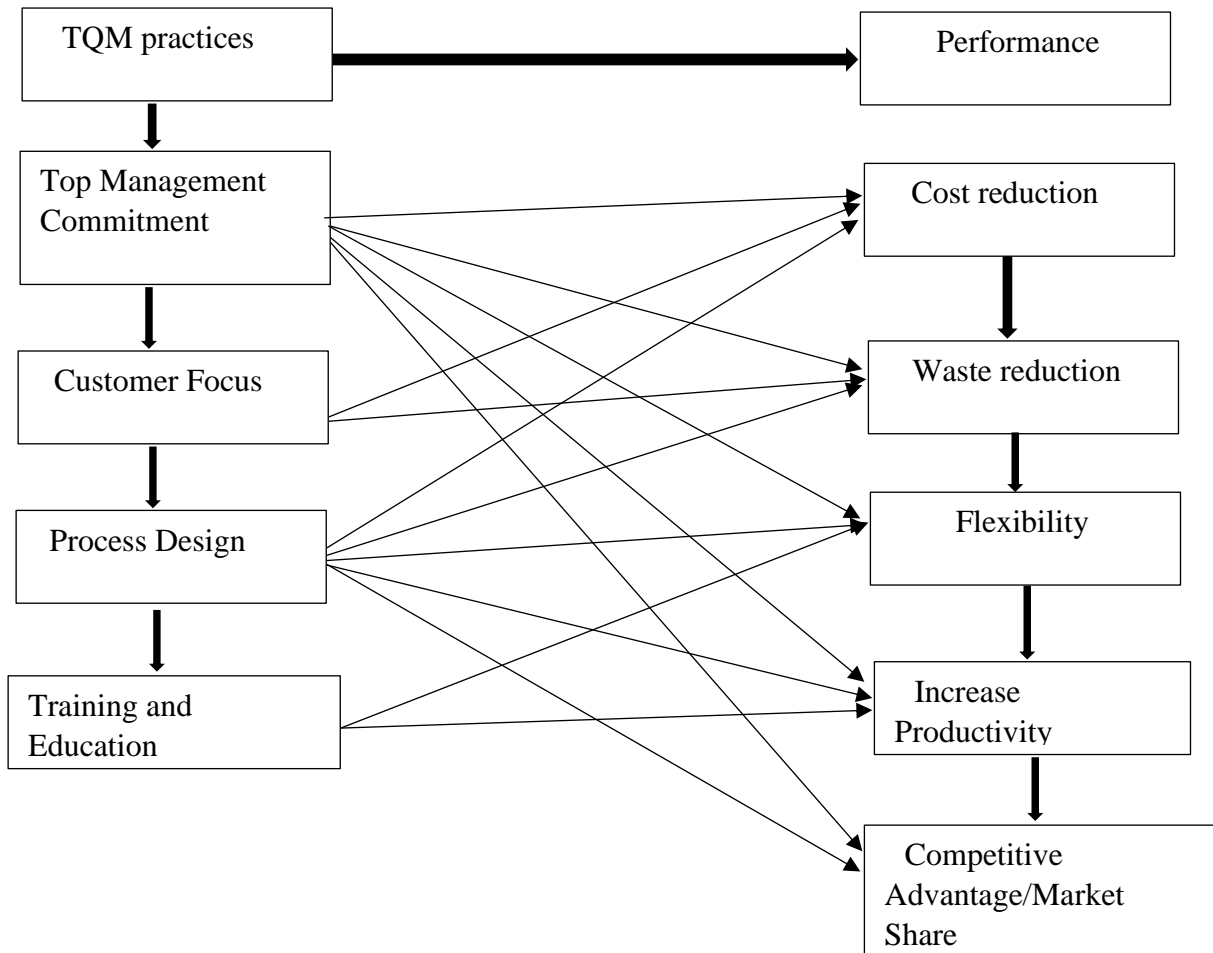 TQM practices
Performance
Top Management
Commitment
Cost reduction
Customer Focus
Waste reduction
Process Design
Flexibility
Training and
Education
Increase
Productivity
Competitive
Advantage/Market
Share